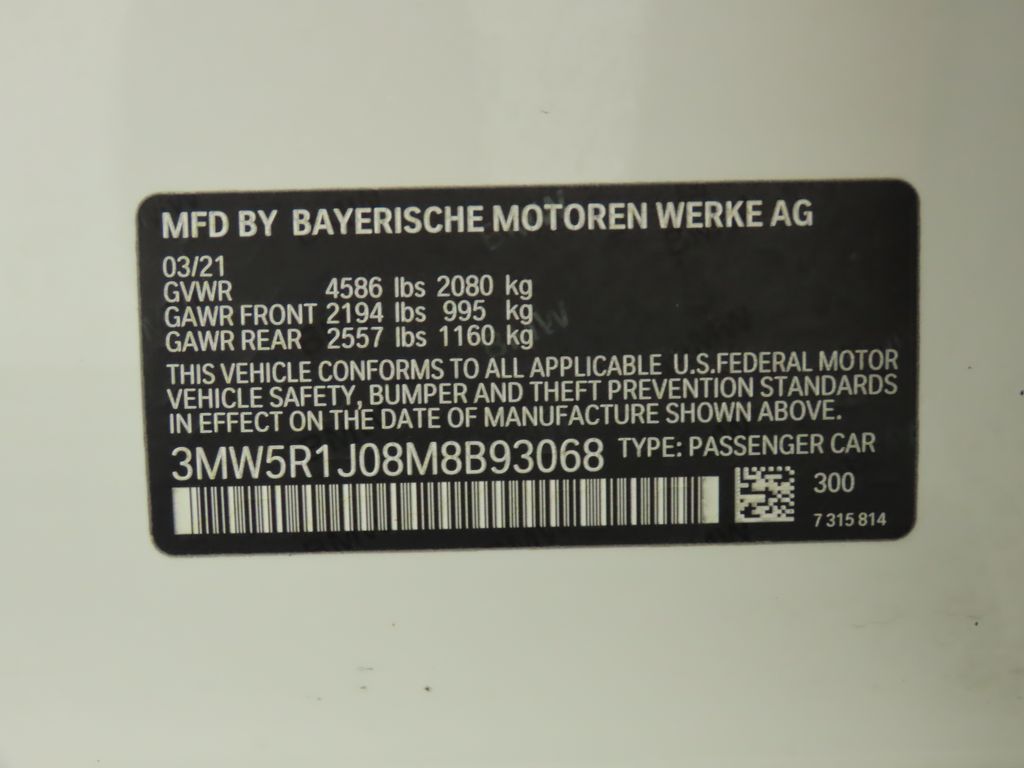 MFD BY BAYERISCHE MOTOREN WERKE AG
03/21
GVWR 4586 lbs 2080 kg
GAWR FRONT 2194 lbs 995 kg
GAWR REAR 2557 lbs 1160 kg
THIS VEHICLE CONFORMS TO ALL APPLICABLE U.S.FEDERAL MOTOR
VEHICLE SAFETY, BUMPER AND THEFT PREVENTION STANDARDS
IN EFFECT ON THE DATE OF MANUFACTURE SHOWN ABOVE.
3MW5R1J08M8B93068 TYPE: PASSENGER CAR
300
7 315 814